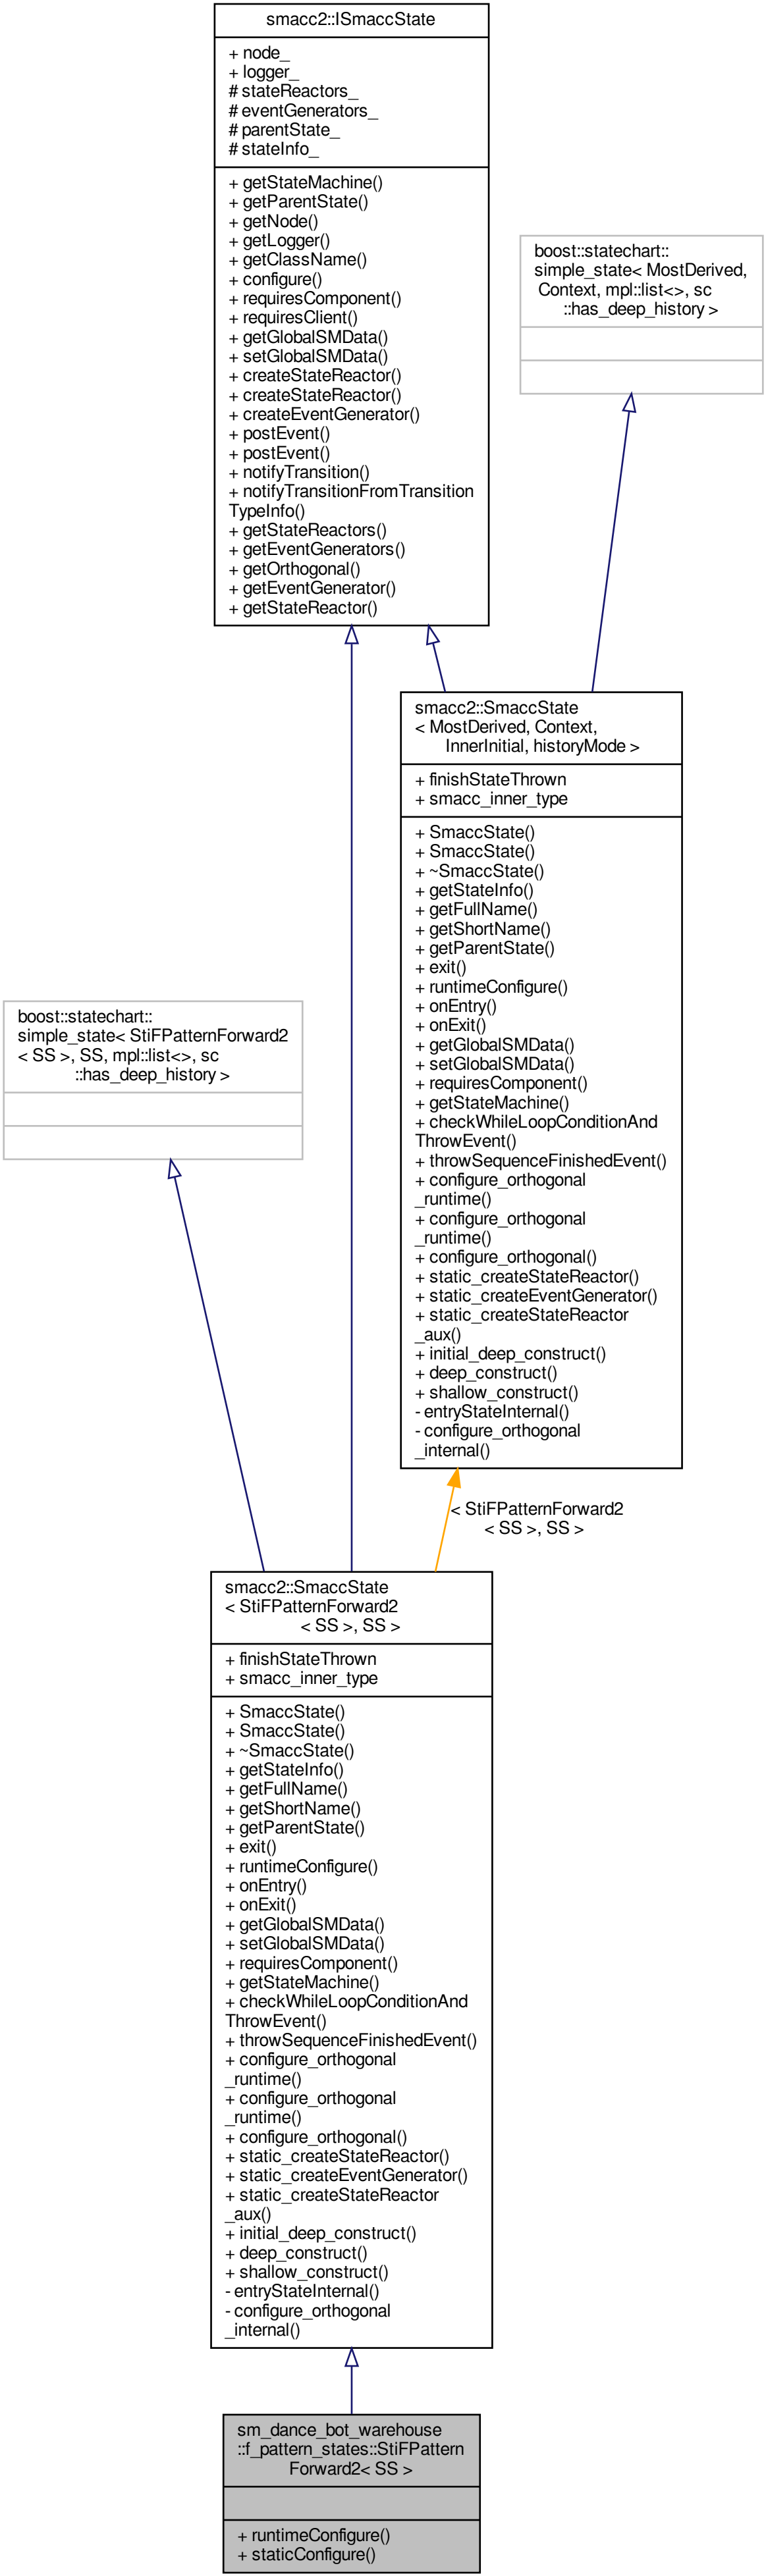 smacc2::ISmaccState
+ node_
+ logger_
# stateReactors_
# eventGenerators_
# parentState_
# stateInfo_
+ getStateMachine()
+ getParentState()
+ getNode()
+ getLogger()
+ getClassName()
+ configure()
+ requiresComponent()
+ requiresClient()
+ getGlobalSMData()
+ setGlobalSMData()
+ createStateReactor()
+ createStateReactor()
+ createEventGenerator()
+ postEvent()
+ postEvent()
+ notifyTransition()
+ notifyTransitionFromTransition
TypeInfo()
+ getStateReactors()
+ getEventGenerators()
+ getOrthogonal()
+ getEventGenerator()
+ getStateReactor()
boost::statechart::
simple_state< MostDerived,
Context, mpl::list<>, sc
::has_deep_history >
smacc2::SmaccState
< MostDerived, Context,
InnerInitial, historyMode >
+ finishStateThrown
+ smacc_inner_type
+ SmaccState()
+ SmaccState()
+ ~SmaccState()
+ getStateInfo()
+ getFullName()
+ getShortName()
+ getParentState()
+ exit()
+ runtimeConfigure()
+ onEntry()
+ onExit()
+ getGlobalSMData()
+ setGlobalSMData()
+ requiresComponent()
+ getStateMachine()
+ checkWhileLoopConditionAnd
ThrowEvent()
+ throwSequenceFinishedEvent()
+ configure_orthogonal
_runtime()
+ configure_orthogonal
_runtime()
+ configure_orthogonal()
+ static_createStateReactor()
+ static_createEventGenerator()
+ static_createStateReactor
_aux()
+ initial_deep_construct()
+ deep_construct()
+ shallow_construct()
- entryStateInternal()
- configure_orthogonal
_internal()
boost::statechart::
simple_state< StiFPatternForward2
< SS >, SS, mpl::list<>, sc
::has_deep_history >
< StiFPatternForward2
< SS >, SS >
smacc2::SmaccState
< StiFPatternForward2
< SS >, SS >
+ finishStateThrown
+ smacc_inner_type
+ SmaccState()
+ SmaccState()
+ ~SmaccState()
+ getStateInfo()
+ getFullName()
+ getShortName()
+ getParentState()
+ exit()
+ runtimeConfigure()
+ onEntry()
+ onExit()
+ getGlobalSMData()
+ setGlobalSMData()
+ requiresComponent()
+ getStateMachine()
+ checkWhileLoopConditionAnd
ThrowEvent()
+ throwSequenceFinishedEvent()
+ configure_orthogonal
_runtime()
+ configure_orthogonal
_runtime()
+ configure_orthogonal()
+ static_createStateReactor()
+ static_createEventGenerator()
+ static_createStateReactor
_aux()
+ initial_deep_construct()
+ deep_construct()
+ shallow_construct()
- entryStateInternal()
- configure_orthogonal
_internal()
sm_dance_bot_warehouse
::f_pattern_states::StiFPattern
Forward2< SS >
+ runtimeConfigure()
+ staticConfigure()